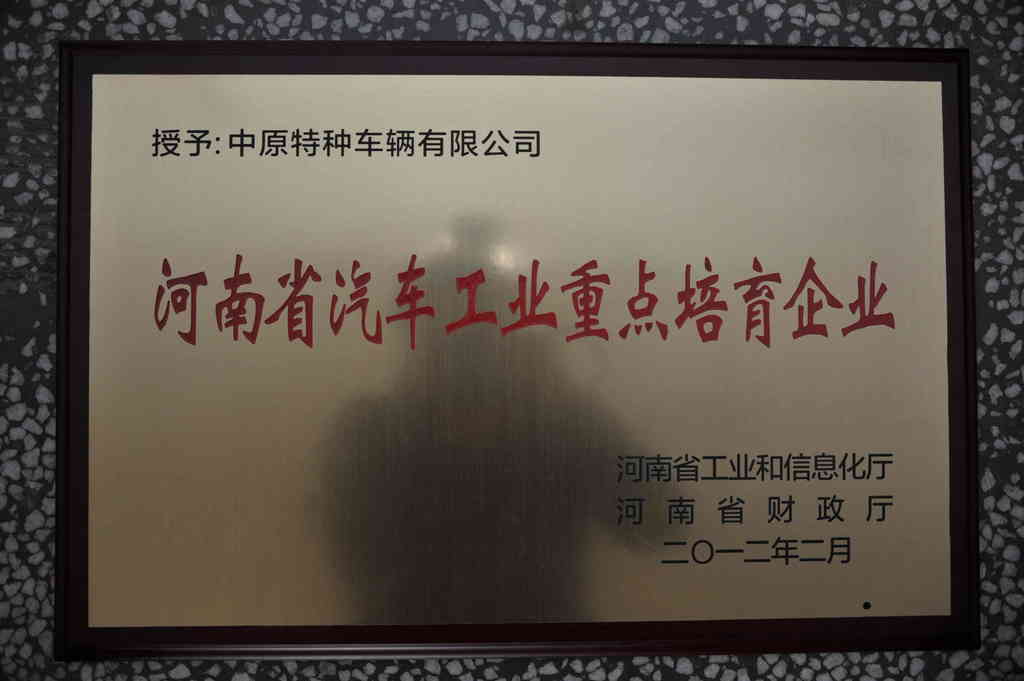 授予:中原特种车辆有限公司
河南省汽车工业重点培育企业
河南省工业和信息化厅
河南省财政厅
二〇一二年二月